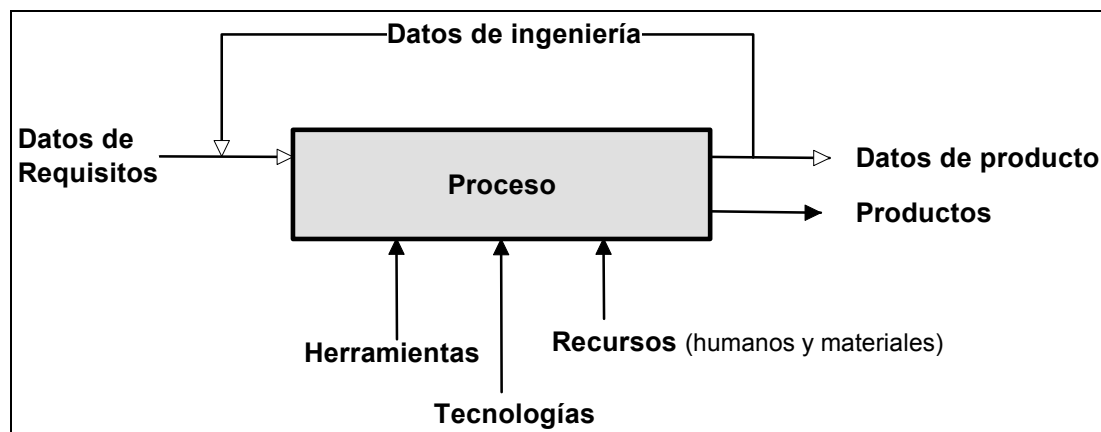 Datos de ingeniería
Datos de
Requisitos
Proceso
Datos de producto
Productos
Herramientas
Recursos (humanos y materiales)
Tecnologías